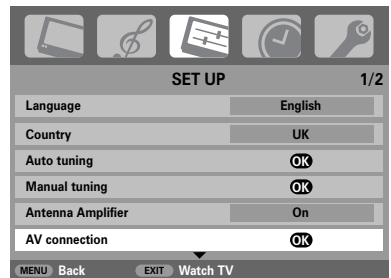 SET UP 1/2
Language English
Country UK
Auto tuning OK
Manual tuning OK
Antenna Amplifier On
AV connection OK
MENU Back EXIT Watch TV